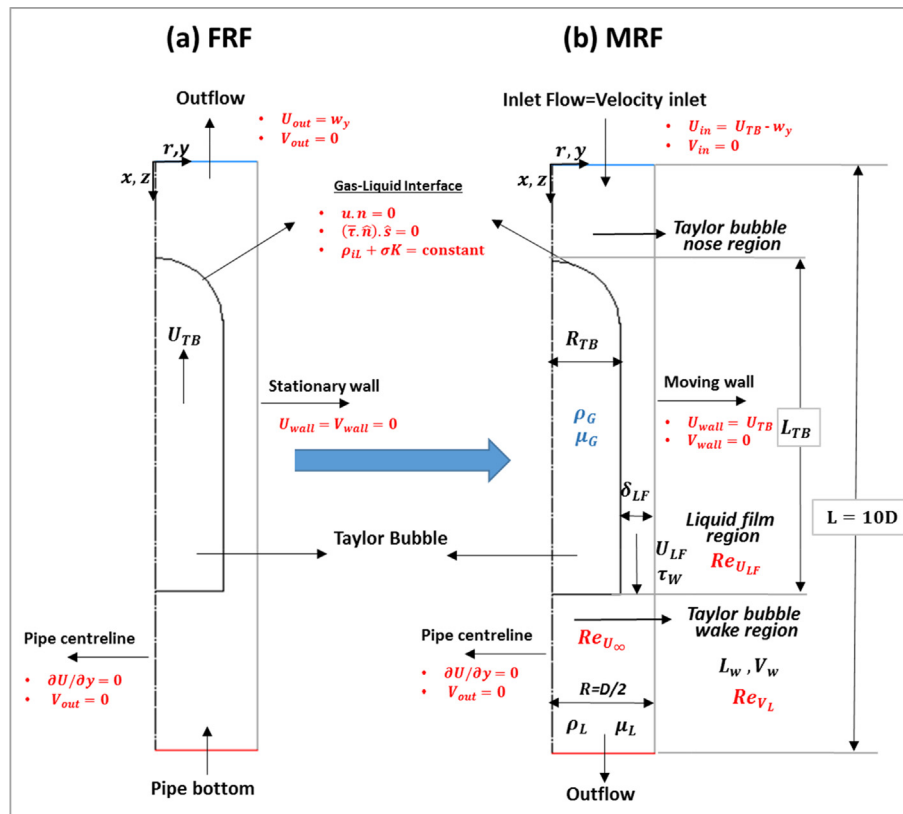 (a) FRF
Outflow
• U_out = w_y
• V_out = 0
r, y
x, z
Gas-Liquid Interface
• u. n = 0
• (τ̿. n̂). ŝ = 0
• ρ_iL + σK = constant
U_TB
Stationary wall
U_wall = V_wall = 0
Taylor Bubble
Pipe centreline
• ∂U/∂y = 0
• V_out = 0
Pipe bottom
(b) MRF
Inlet Flow=Velocity inlet
• U_in = U_TB - w_y
• V_in = 0
r, y
x, z
Taylor bubble
nose region
R_TB
ρ_G
μ_G
Moving wall
• U_wall = U_TB
• V_wall = 0
L_TB
δ_LF
L = 10D
Liquid film
region
Re_U_LF
U_LF
τ_W
Taylor bubble
wake region
Pipe centreline
• ∂U/∂y = 0
• V_out = 0
Re_U_∞
L_w , V_w
Re_V_L
R=D/2
ρ_L μ_L
Outflow